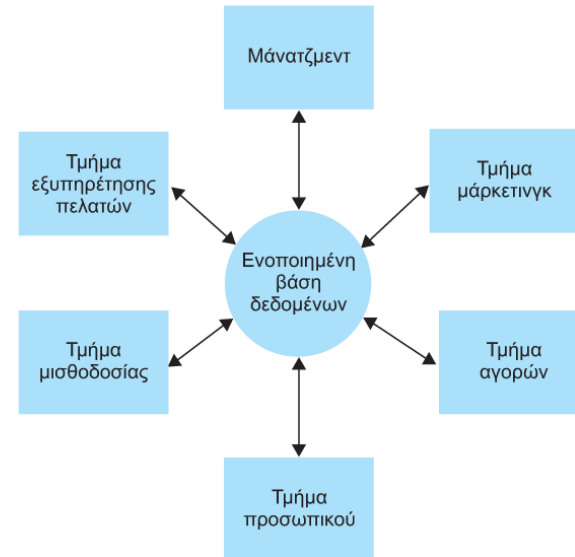 Μάνατζμεντ
Τμήμα
εξυπηρέτησης
πελατών
Τμήμα
μάρκετινγκ
Ενοποιημένη
βάση
δεδομένων
Τμήμα
μισθοδοσίας
Τμήμα
αγορών
Τμήμα
προσωπικού